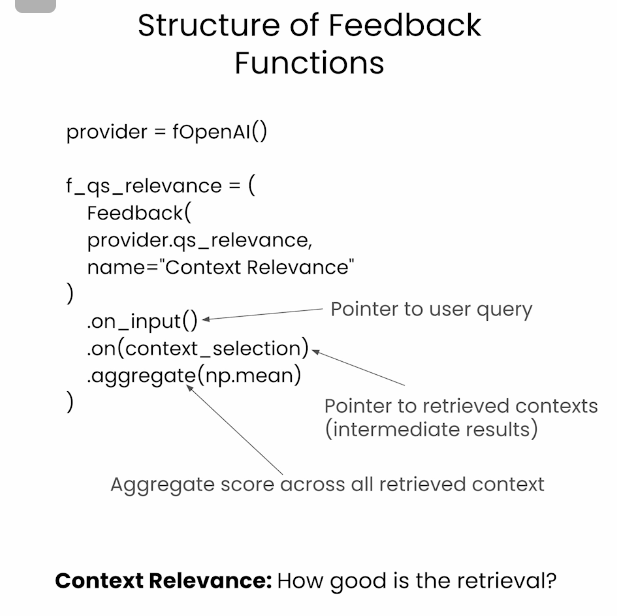 Structure of Feedback
Functions
provider = fOpenAI()
f_qs_relevance = (
Feedback(
provider.qs_relevance,
name="Context Relevance"
)
.on_input()
Pointer to user query
.on(context_selection)
.aggregate(np.mean)
)
Pointer to retrieved contexts
(intermediate results)
Aggregate score across all retrieved context
Context Relevance: How good is the retrieval?